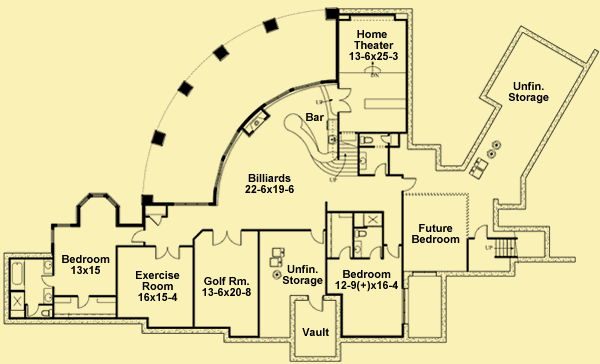 Home
Theater
13-6x25-3
DN
Unfin.
Storage
UP
Bar
UP
Billiards
22-6x19-6
Future
Bedroom
UP
Bedroom
13x15
Exercise
Room
16x15-4
Golf Rm.
13-6x20-8
Unfin.
Storage
Bedroom
12-9(+)x16-4
Vault